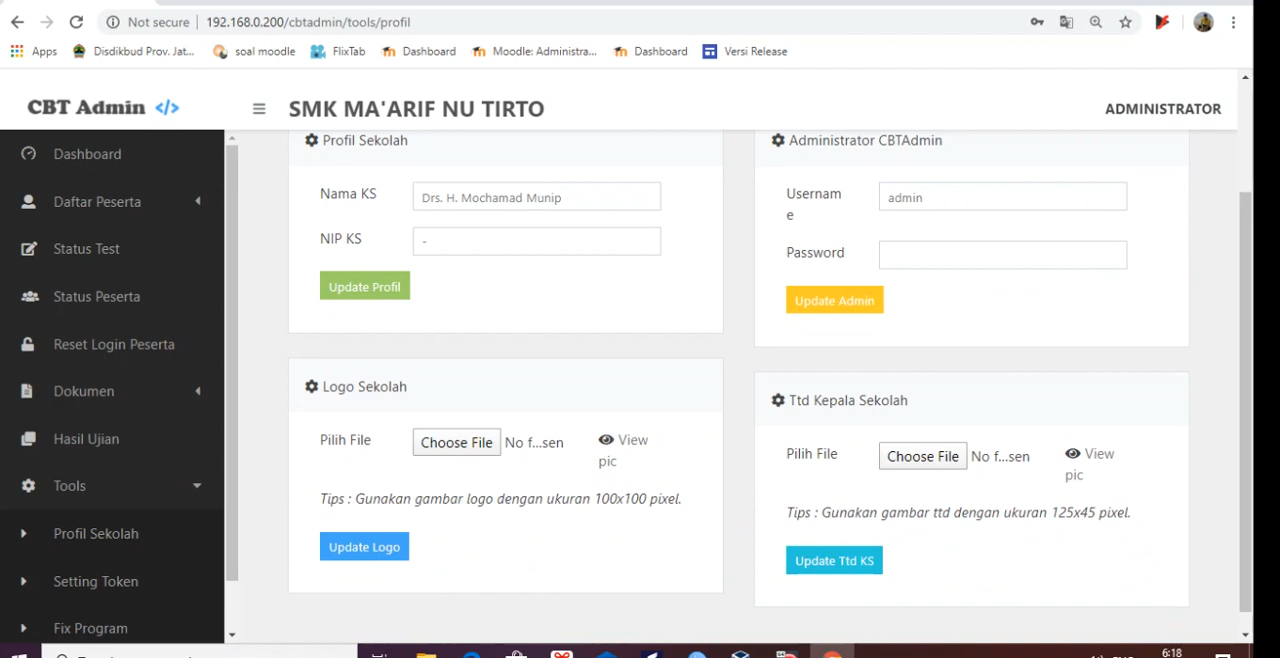 Not secure | 192.168.0.200/cbtadmin/tools/profil
Apps Disdikbud Prov. Jat... soal moodle FlixTab Dashboard Moodle: Administra... Dashboard Versi Release
CBT Admin </> SMK MA'ARIF NU TIRTO ADMINISTRATOR
Dashboard
Daftar Peserta
Status Test
Status Peserta
Reset Login Peserta
Dokumen
Hasil Ujian
Tools
Profil Sekolah
Setting Token
Fix Program
Profil Sekolah
Nama KS Drs. H. Mochamad Munip
NIP KS -
Update Profil
Administrator CBTAdmin
Usernam
e
admin
Password
Update Admin
Logo Sekolah
Pilih File Choose File No f...sen View
pic
Tips : Gunakan gambar logo dengan ukuran 100x100 pixel.
Update Logo
Ttd Kepala Sekolah
Pilih File Choose File No f...sen View
pic
Tips : Gunakan gambar ttd dengan ukuran 125x45 pixel.
Update Ttd KS
6:18